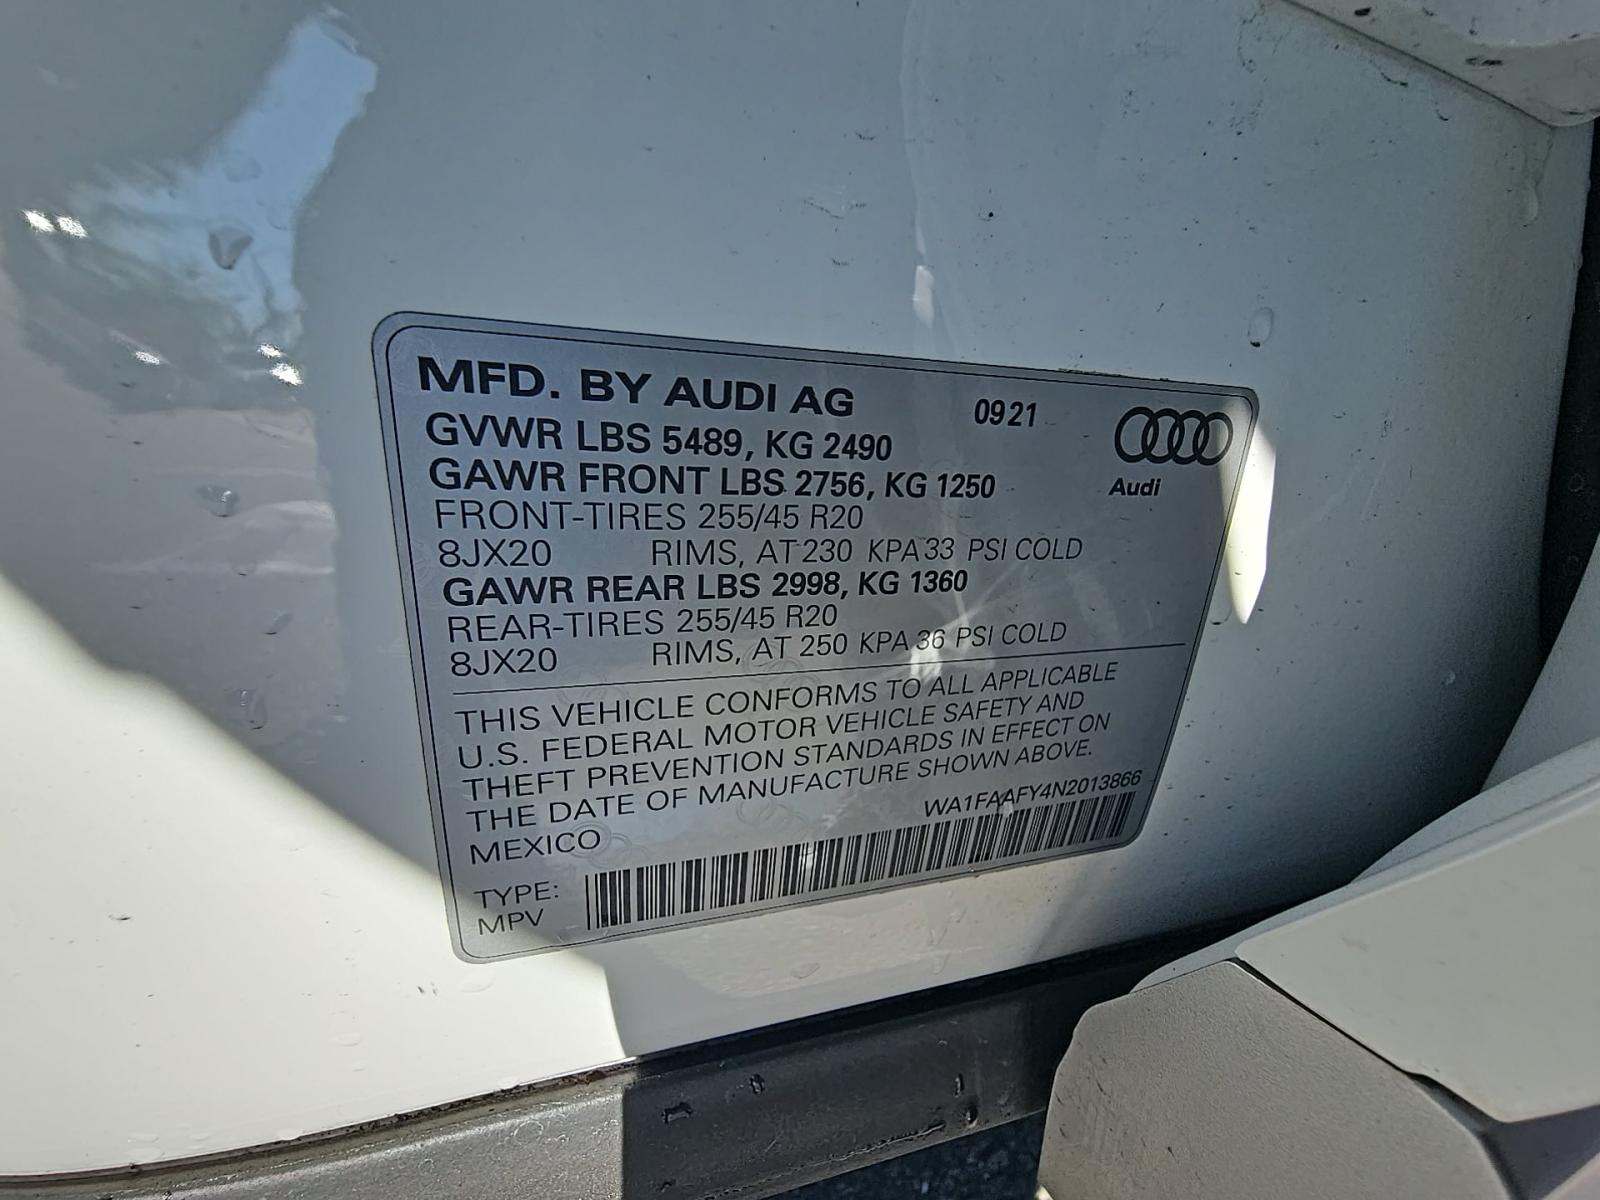 MFD. BY AUDI AG 0921
GVWR LBS 5489, KG 2490
GAWR FRONT LBS 2756, KG 1250
Audi
FRONT-TIRES 255/45 R20
8JX20 RIMS, AT 230 KPA 33 PSI COLD
GAWR REAR LBS 2998, KG 1360
REAR-TIRES 255/45 R20
8JX20 RIMS, AT 250 KPA 36 PSI COLD
THIS VEHICLE CONFORMS TO ALL APPLICABLE
U.S. FEDERAL MOTOR VEHICLE SAFETY AND
THEFT PREVENTION STANDARDS IN EFFECT ON
THE DATE OF MANUFACTURE SHOWN ABOVE.
MEXICO WA1FAAFY4N2013866
TYPE:
MPV